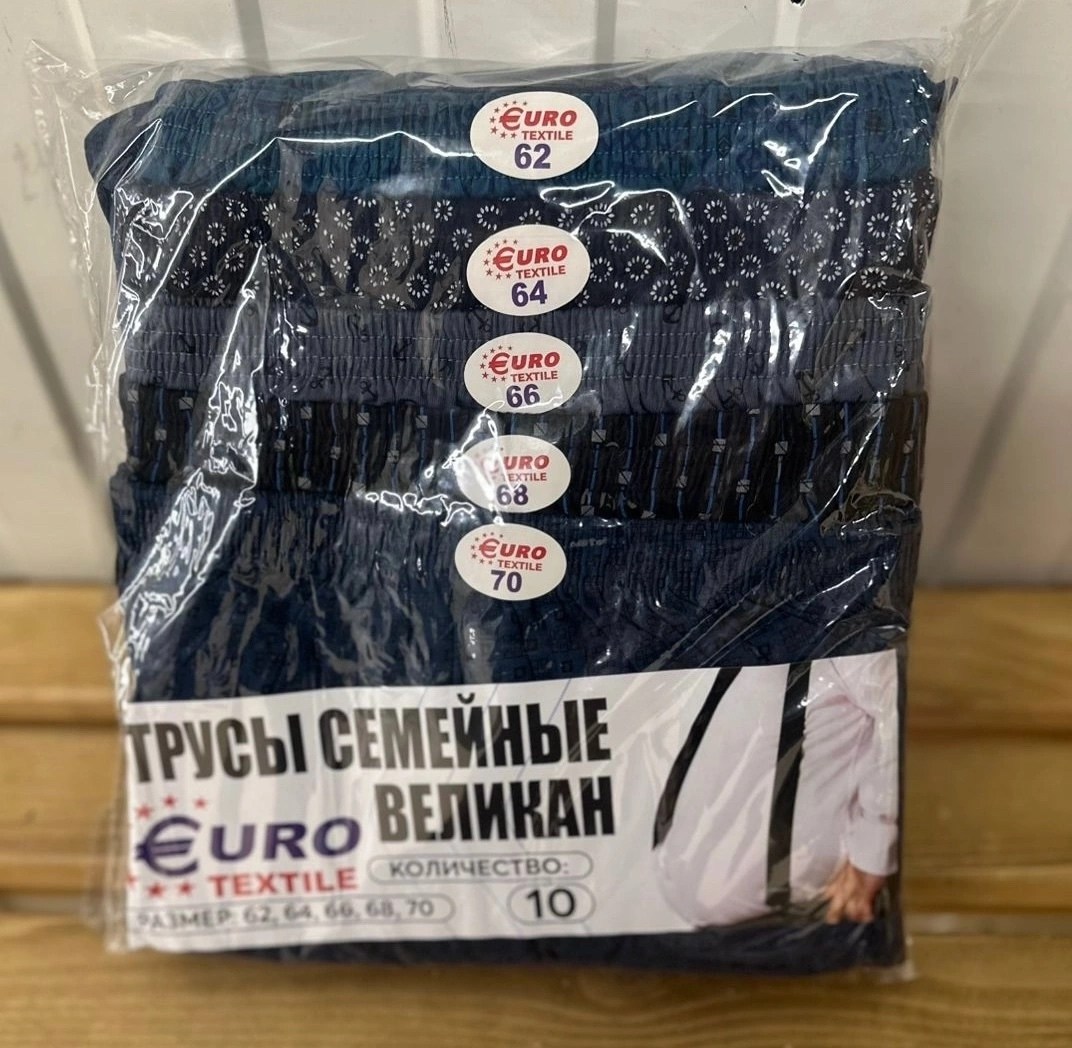 €URO
TEXTILE
62
€URO
TEXTILE
64
€URO
TEXTILE
66
€URO
TEXTILE
68
€URO
TEXTILE
70
ТРУСЫ СЕМЕЙНЫЕ
ВЕЛИКАН
€URO
TEXTILE
КОЛИЧЕСТВО:
РАЗМЕР: 62, 64, 66, 68, 70
10